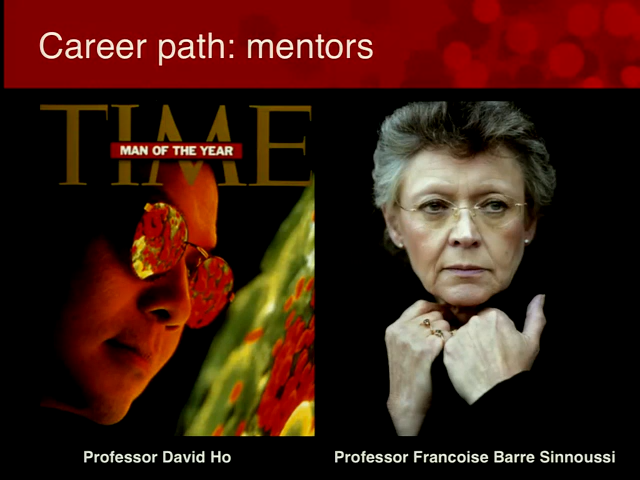 Career path: mentors
TIME
MAN OF THE YEAR
Professor David Ho
Professor Francoise Barre Sinnoussi